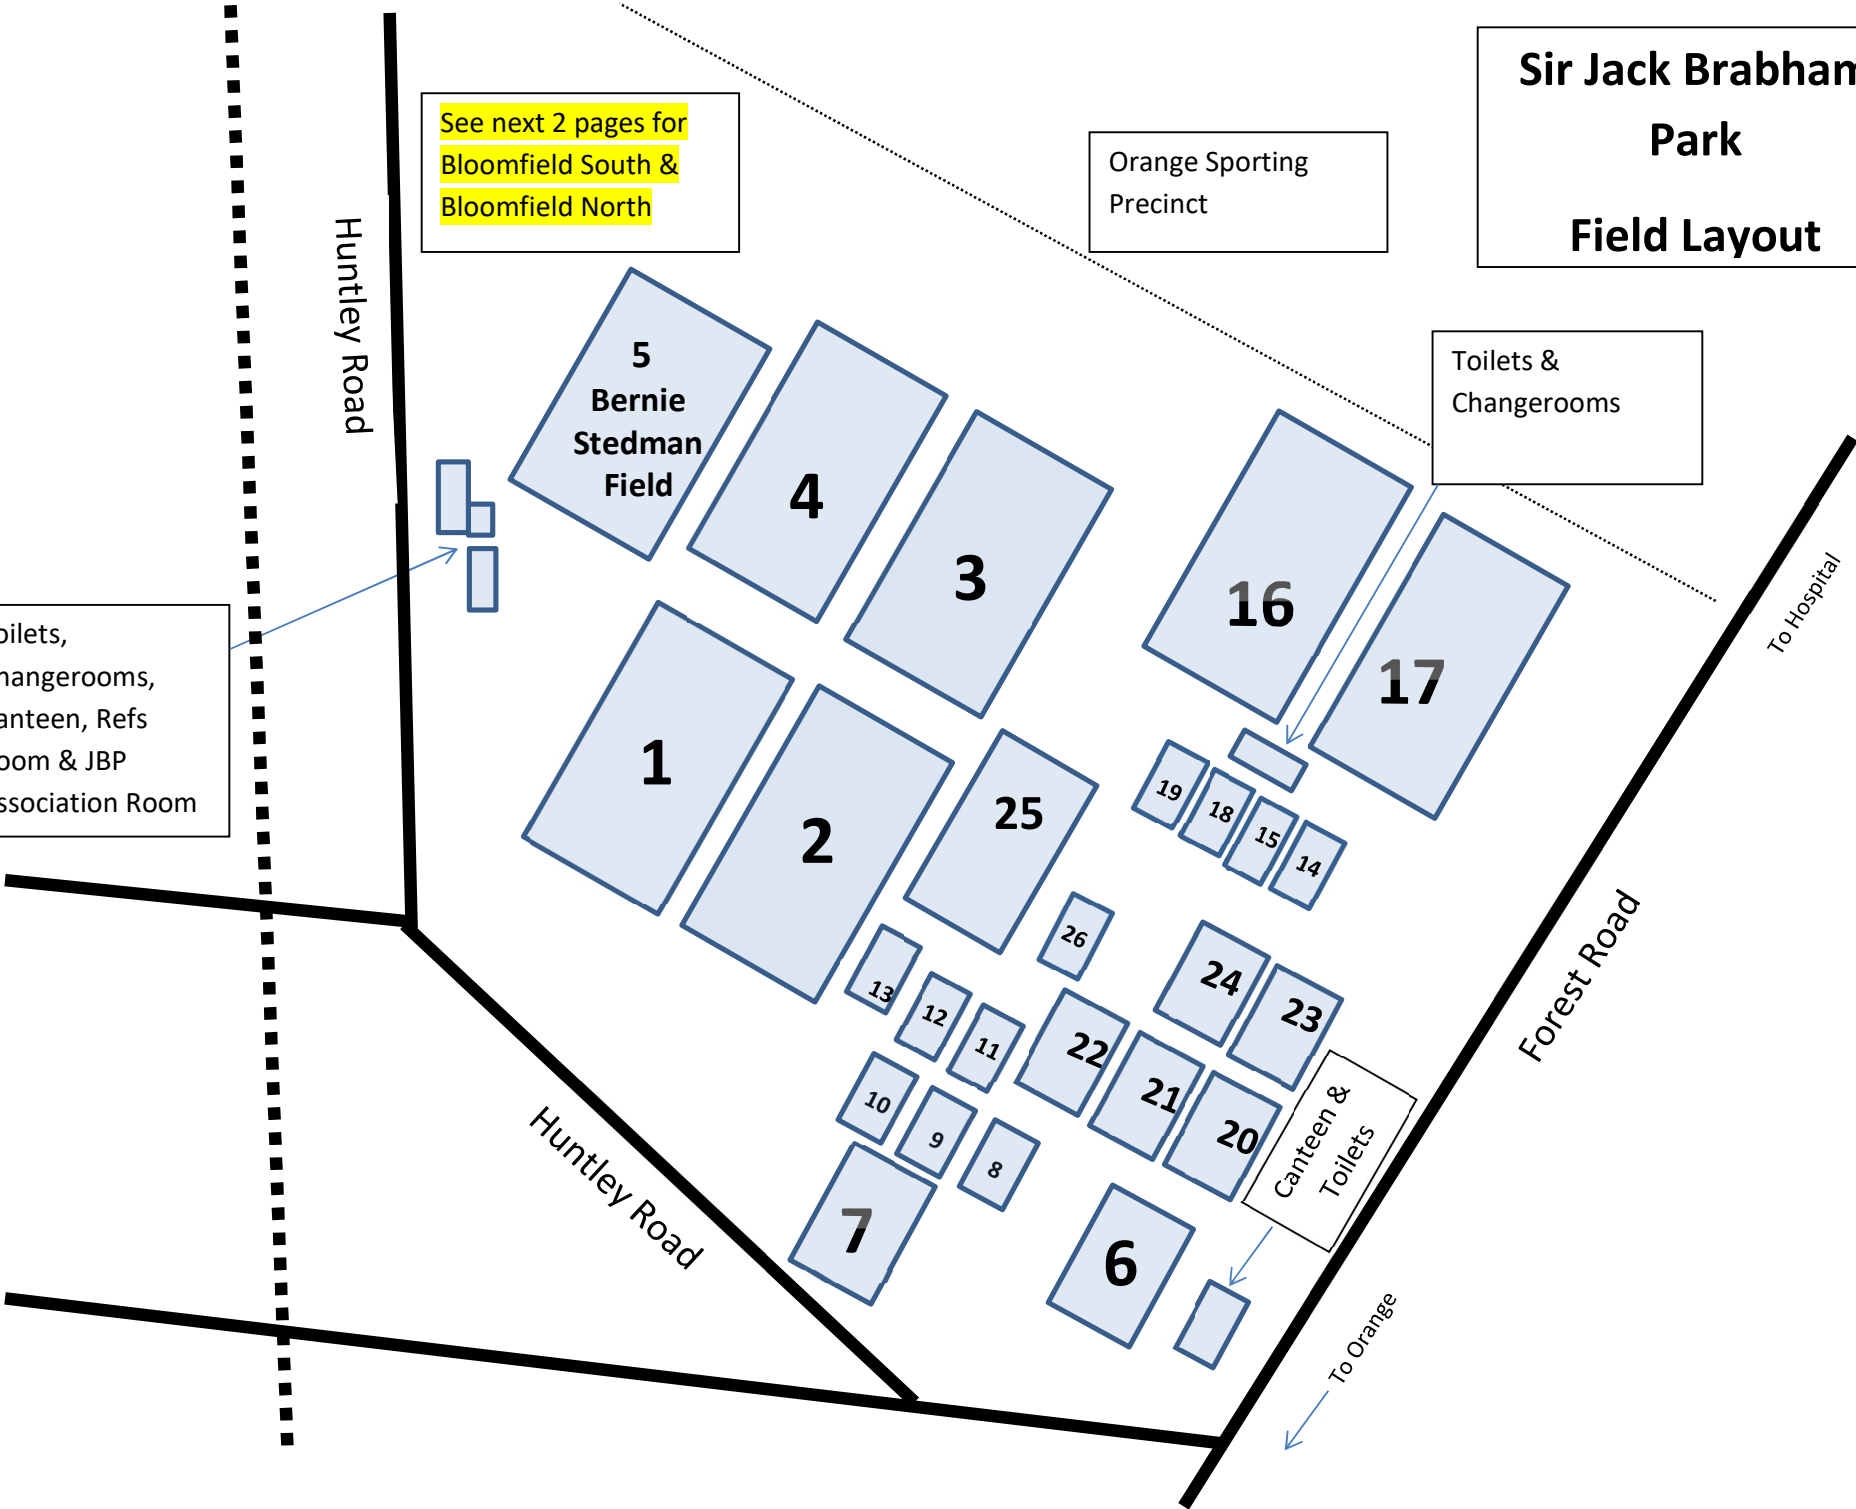 Sir Jack Brabham
Park
Field Layout
See next 2 pages for
Bloomfield South &
Bloomfield North
Orange Sporting
Precinct
Toilets &
Changerooms
Huntley Road
5
Bernie
Stedman
Field
4
3
16
17
To Hospital
oilets,
hangerooms,
anteen, Refs
oom & JBP
ssociation Room
1
2
25
19
18
15
14
26
Forest Road
24
23
13
12
11
22
21
20
10
9
8
Canteen &
Toilets
Huntley Road
7
6
To Orange